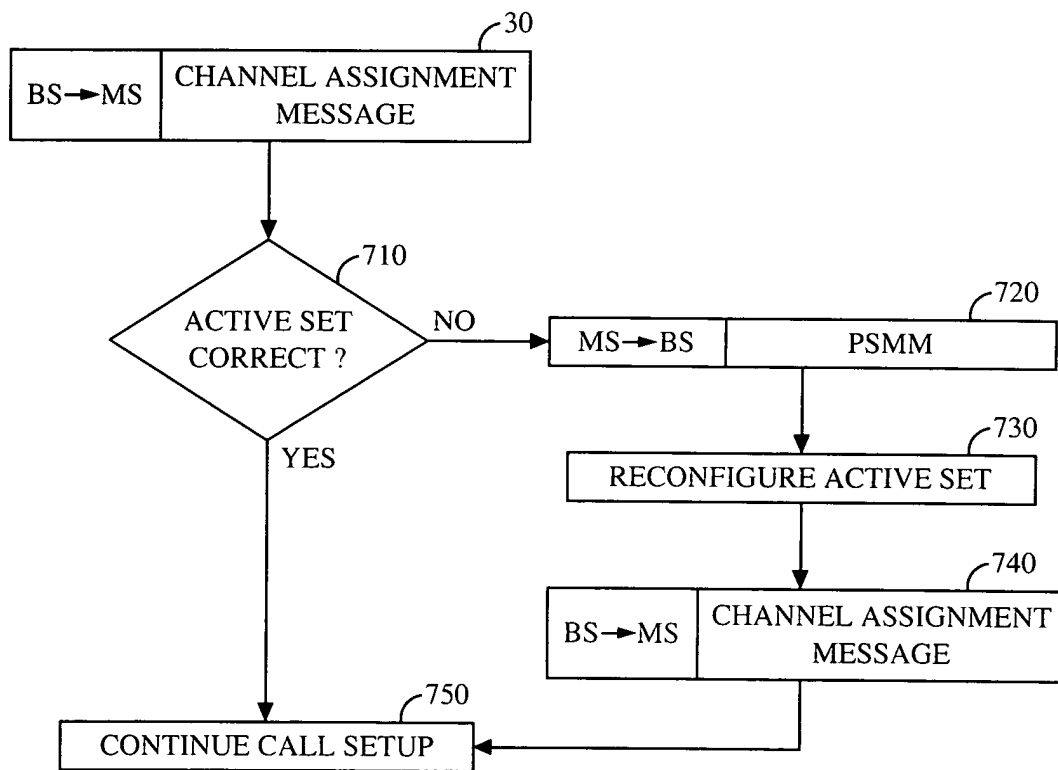 30
BS→MS
CHANNEL ASSIGNMENT
MESSAGE
710
ACTIVE SET
CORRECT ?
NO
YES
720
MS→BS
PSMM
730
RECONFIGURE ACTIVE SET
740
BS→MS
CHANNEL ASSIGNMENT
MESSAGE
750
CONTINUE CALL SETUP